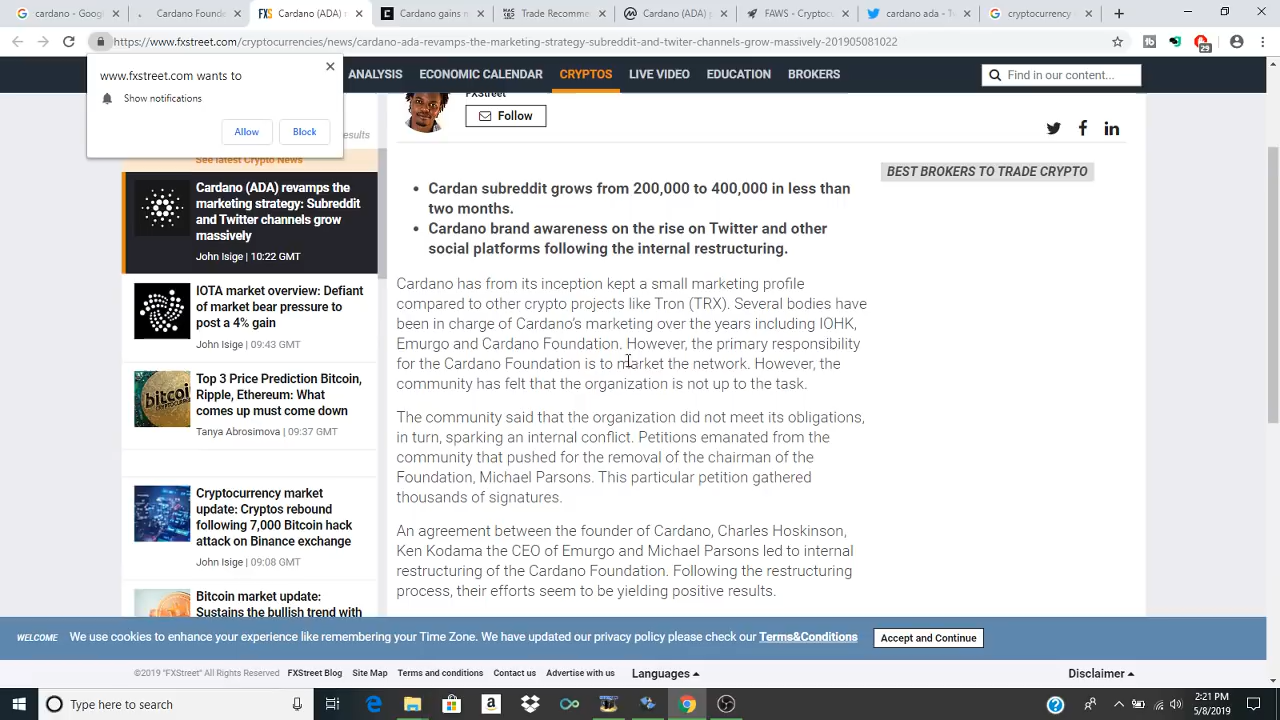 cardano - Goog
Cardano Founde
FXS Cardano (ADA)
Cardano gains n
Trade Recomme
Cardano (ADA) p
FAWS - Cryptoc
cardano ada - T
cryptocurrency
https://www.fxstreet.com/cryptocurrencies/news/cardano-ada-revamps-the-marketing-strategy-subreddit-and-twiter-channels-grow-massively-201905081022
29
www.fxstreet.com wants to
Show notifications
Allow
Block
ANALYSIS
ECONOMIC CALENDAR
CRYPTOS
LIVE VIDEO
EDUCATION
BROKERS
Find in our content...
results
See latest Crypto News
Cardano (ADA) revamps the
marketing strategy: Subreddit
and Twitter channels grow
massively
John Isige | 10:22 GMT
IOTA market overview: Defiant
of market bear pressure to
post a 4% gain
John Isige | 09:43 GMT
Top 3 Price Prediction Bitcoin,
Ripple, Ethereum: What
comes up must come down
Tanya Abrosimova | 09:37 GMT
Cryptocurrency market
update: Cryptos rebound
following 7,000 Bitcoin hack
attack on Binance exchange
John Isige | 09:08 GMT
Bitcoin market update:
Sustains the bullish trend with
FXStreet
Follow
BEST BROKERS TO TRADE CRYPTO
• Cardan subreddit grows from 200,000 to 400,000 in less than
two months.
• Cardano brand awareness on the rise on Twitter and other
social platforms following the internal restructuring.
Cardano has from its inception kept a small marketing profile
compared to other crypto projects like Tron (TRX). Several bodies have
been in charge of Cardano's marketing over the years including IOHK,
Emurgo and Cardano Foundation. However, the primary responsibility
for the Cardano Foundation is to market the network. However, the
community has felt that the organization is not up to the task.
The community said that the organization did not meet its obligations,
in turn, sparking an internal conflict. Petitions emanated from the
community that pushed for the removal of the chairman of the
Foundation, Michael Parsons. This particular petition gathered
thousands of signatures.
An agreement between the founder of Cardano, Charles Hoskinson,
Ken Kodama the CEO of Emurgo and Michael Parsons led to internal
restructuring of the Cardano Foundation. Following the restructuring
process, their efforts seem to be yielding positive results.
WELCOME We use cookies to enhance your experience like remembering your Time Zone. We have updated our privacy policy please check our Terms&Conditions
Accept and Continue
©2019 "FXStreet" All Rights Reserved
FXStreet Blog
Site Map
Terms and conditions
Contact us
Advertise with us
Languages
Disclaimer
Type here to search
2:21 PM
5/8/2019